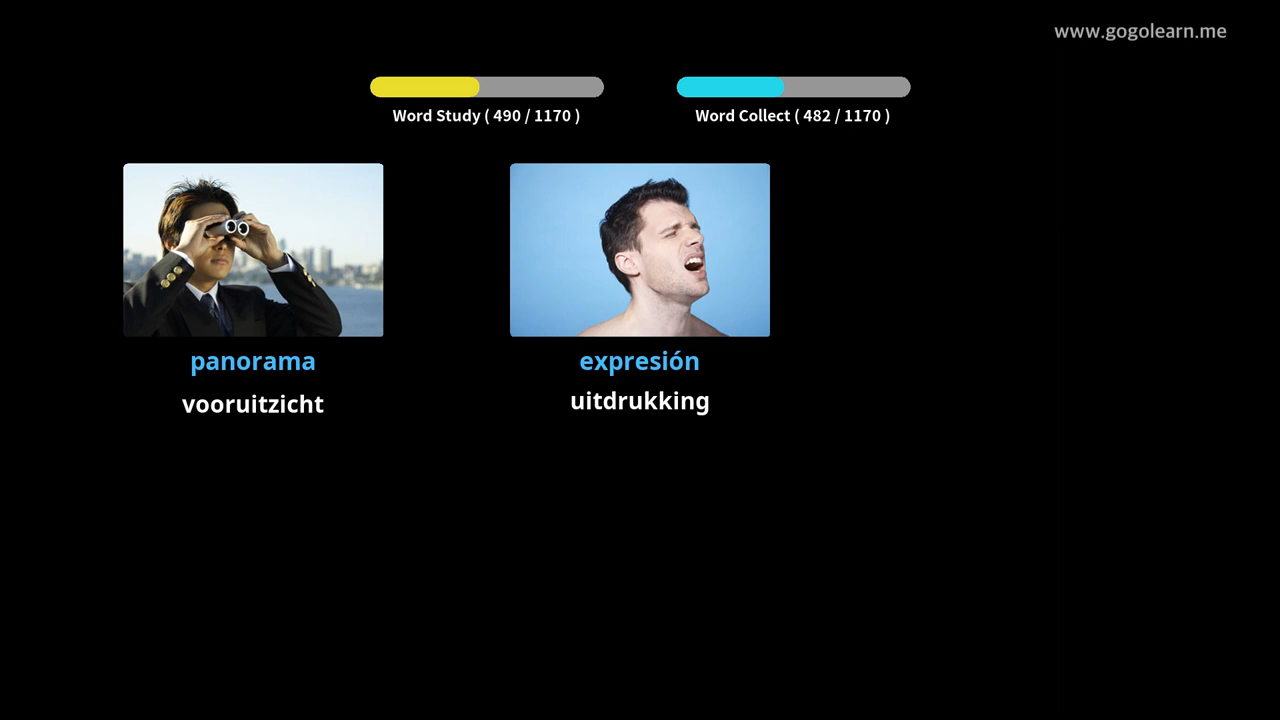 www.gogolearn.me
Word Study ( 490 / 1170 )
Word Collect ( 482 / 1170 )
panorama
vooruitzicht
expresión
uitdrukking